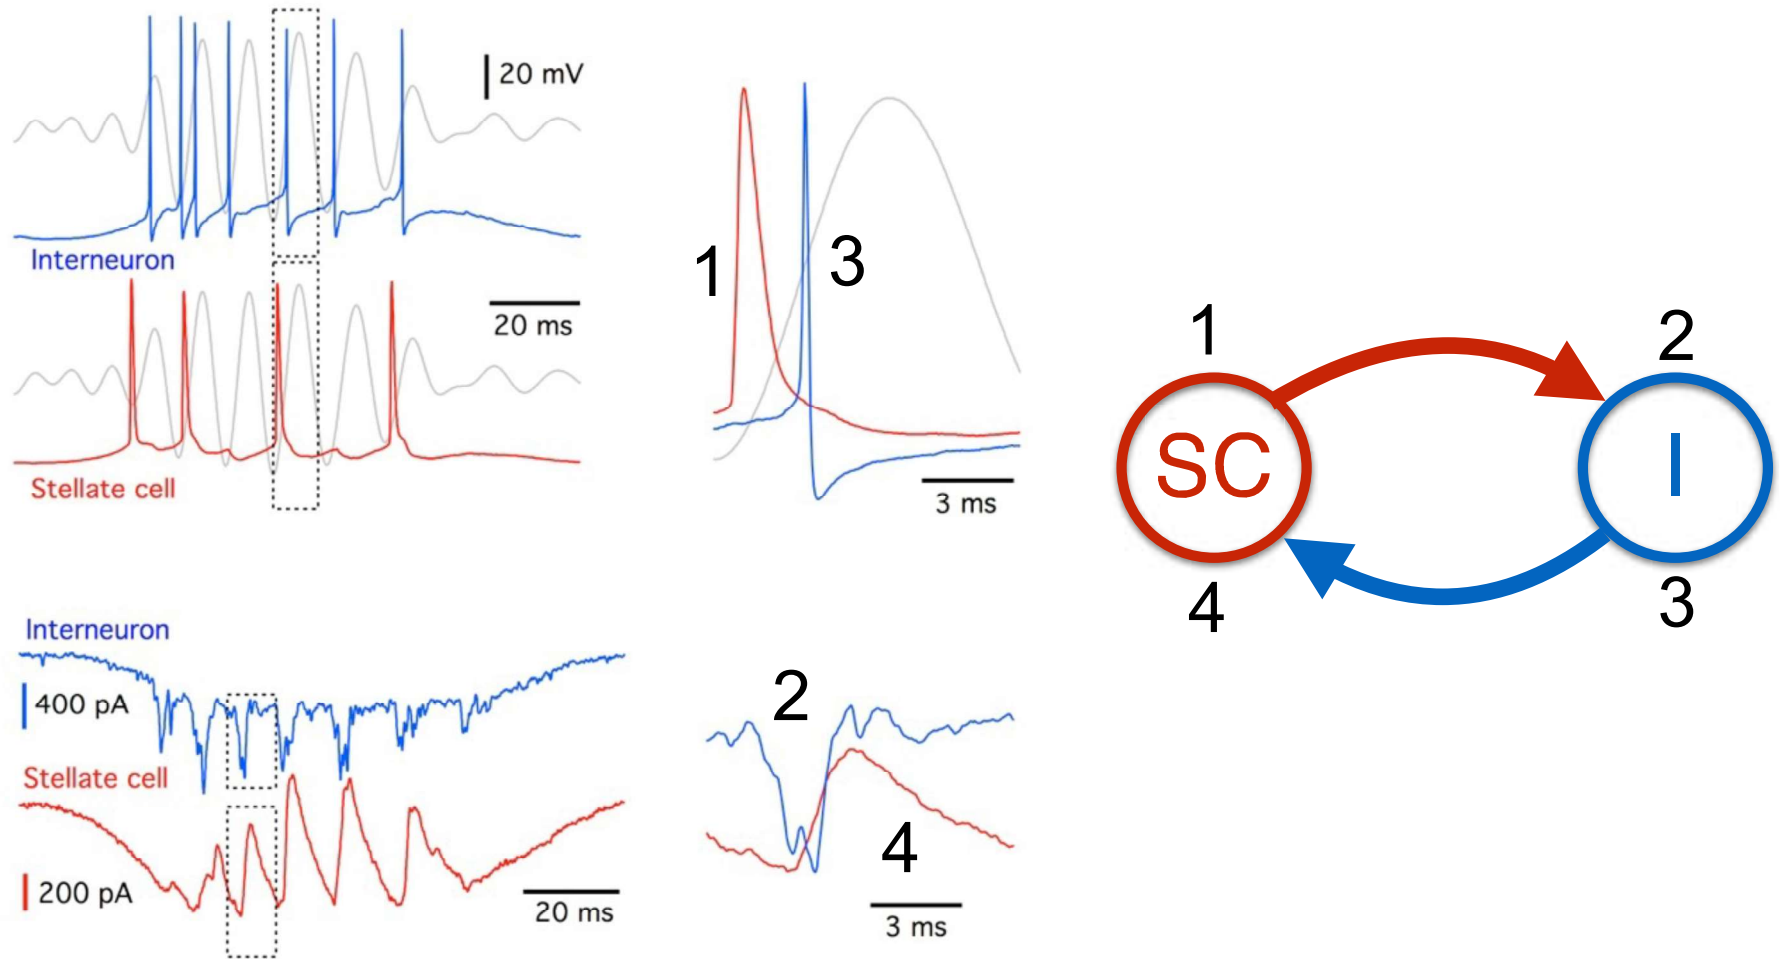 20 mV
Interneuron
20 ms
Stellate cell
1
3
3 ms
Interneuron
400 pA
Stellate cell
200 pA
20 ms
2
4
3 ms
1
2
SC
I
4
3